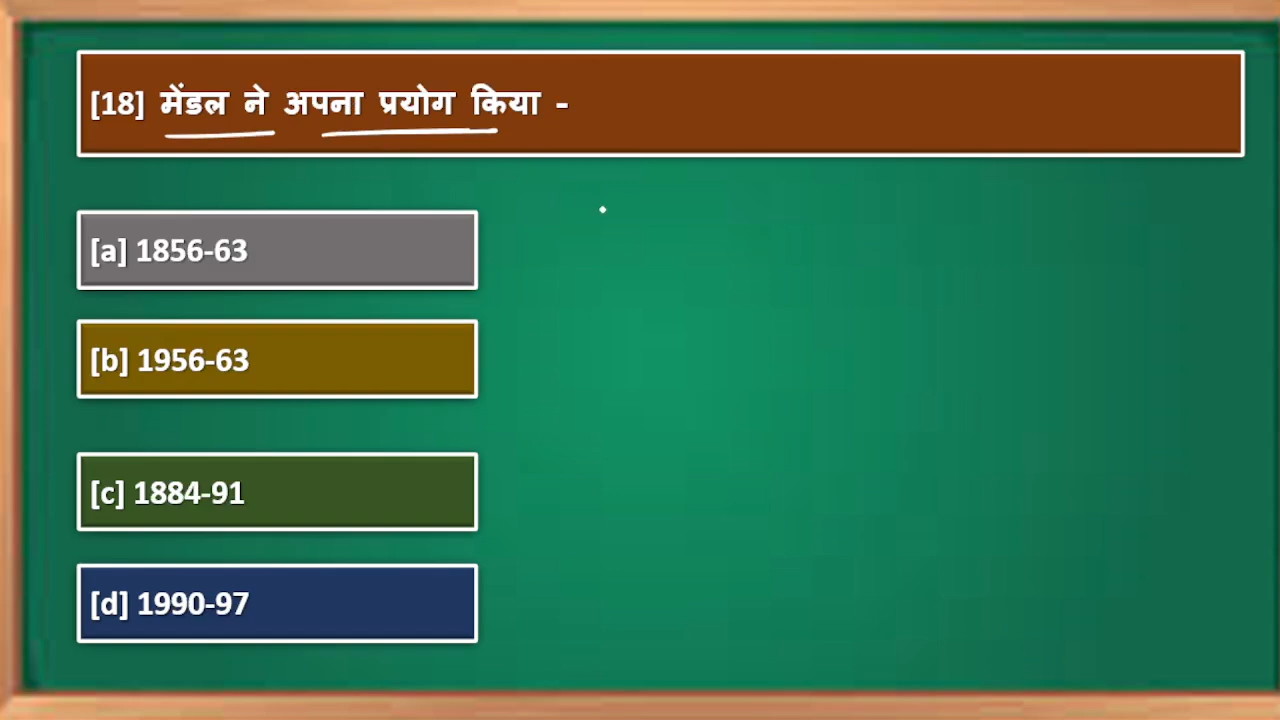 [18] मेंडल ने अपना प्रयोग किया -
[a] 1856-63
[b] 1956-63
[c] 1884-91
[d] 1990-97